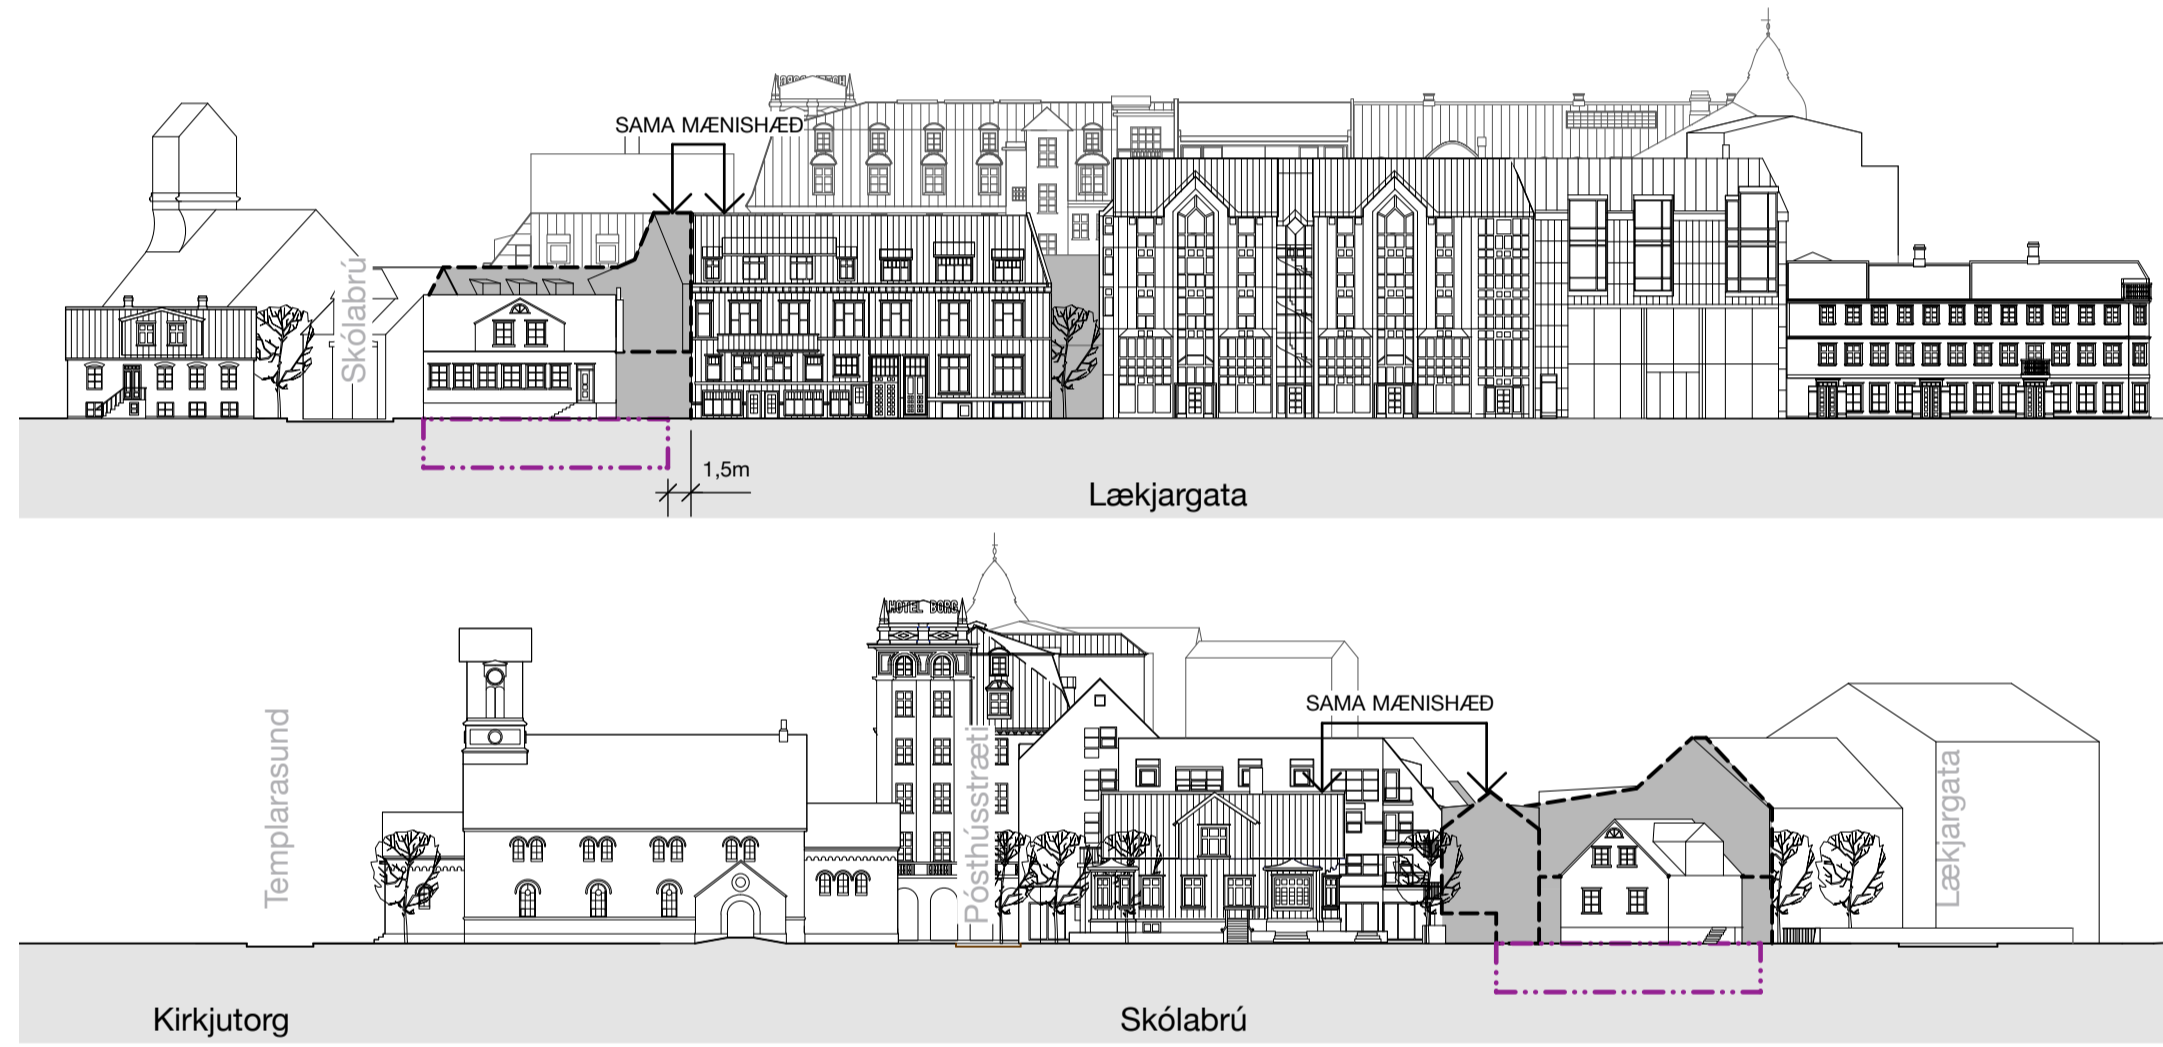 SAMA MÆNISHÆÐ
Skólabrú
1,5m
Lækjargata
HOTEL BORG
SAMA MÆNISHÆÐ
Templarasund
Pósthússtræti
Lækjargata
Kirkjutorg
Skólabrú